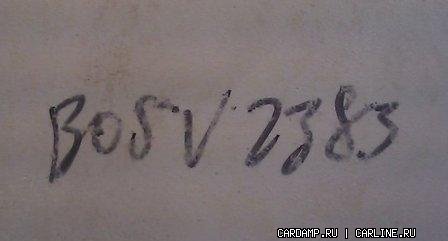 BOSV 2383
CARDAMP.RU | CARLINE.RU